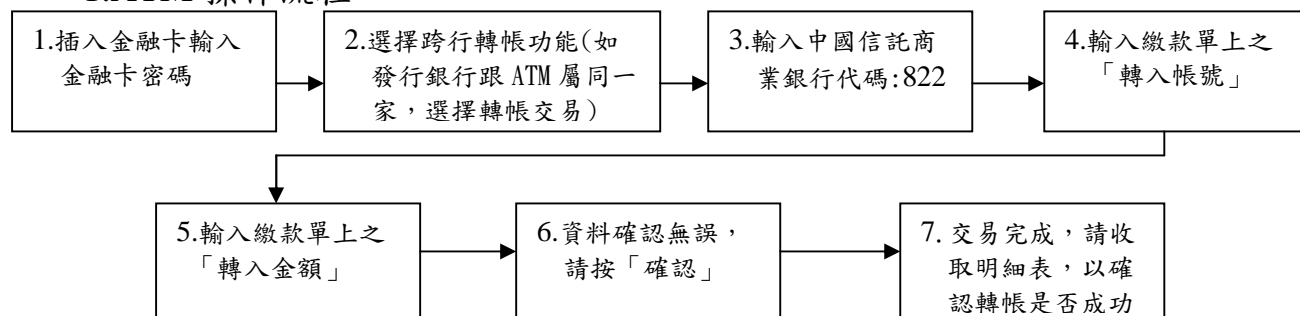 1.插入金融卡輸入
金融卡密碼
2.選擇跨行轉帳功能(如
發行銀行跟 ATM 屬同一
家，選擇轉帳交易)
3.輸入中國信託商
業銀行代碼:822
4.輸入繳款單上之
「轉入帳號」
5.輸入繳款單上之
「轉入金額」
6.資料確認無誤，
請按「確認」
7. 交易完成，請收
取明細表，以確
認轉帳是否成功